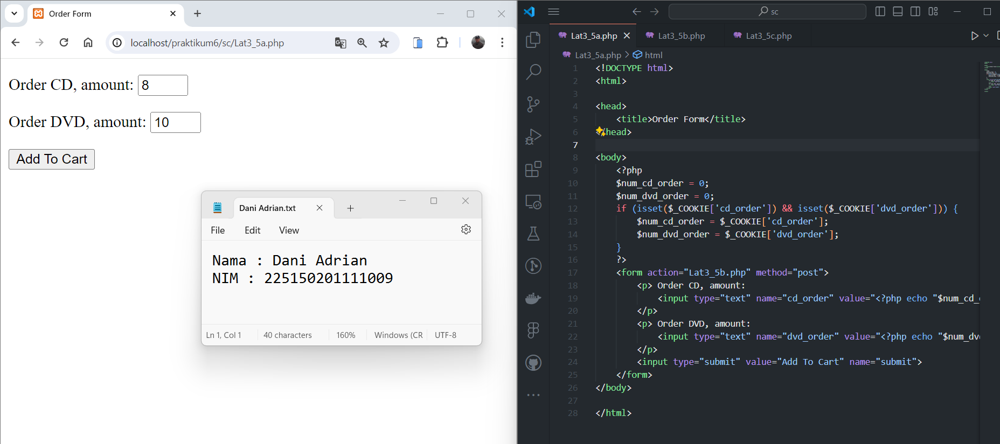 Order Form
localhost/praktikum6/sc/Lat3_5a.php
Order CD, amount: 8
Order DVD, amount: 10
Add To Cart
Dani Adrian.txt
File Edit View
Nama : Dani Adrian
NIM : 225150201111009
Ln 1, Col 1 40 characters 160% Windows (CR UTF-8
sc
Lat3_5a.php Lat3_5b.php Lat3_5c.php
Lat3_5a.php > html
1 <!DOCTYPE html>
2 <html>
3
4 <head>
5 <title>Order Form</title>
6 </head>
7
8 <body>
9 <?php
10 $num_cd_order = 0;
11 $num_dvd_order = 0;
12 if (isset($_COOKIE['cd_order']) && isset($_COOKIE['dvd_order'])) {
13 $num_cd_order = $_COOKIE['cd_order'];
14 $num_dvd_order = $_COOKIE['dvd_order'];
15 }
16 ?>
17 <form action="Lat3_5b.php" method="post">
18 <p> Order CD, amount:
19 <input type="text" name="cd_order" value="<?php echo "$num_cd_
20 </p>
21 <p> Order DVD, amount:
22 <input type="text" name="dvd_order" value="<?php echo "$num_dv
23 </p>
24 <input type="submit" value="Add To Cart" name="submit">
25 </form>
26 </body>
27
28 </html>